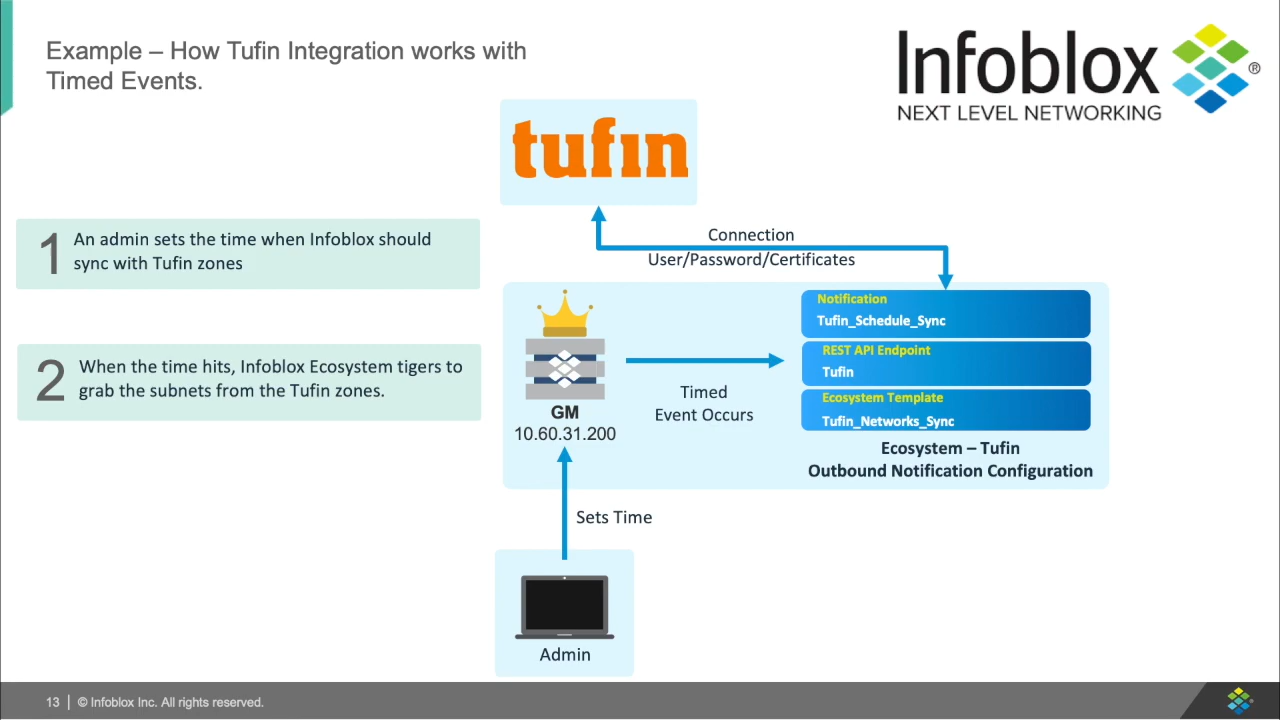 Example – How Tufin Integration works with
Timed Events.
Infoblox ®
NEXT LEVEL NETWORKING
tufin
1
An admin sets the time when Infoblox should
sync with Tufin zones
2
When the time hits, Infoblox Ecosystem tigers to
grab the subnets from the Tufin zones.
Connection
User/Password/Certificates
GM
10.60.31.200
Timed
Event Occurs
Notification
Tufin_Schedule_Sync
REST API Endpoint
Tufin
Ecosystem Template
Tufin_Networks_Sync
Ecosystem – Tufin
Outbound Notification Configuration
Sets Time
Admin
13 | © Infoblox Inc. All rights reserved.